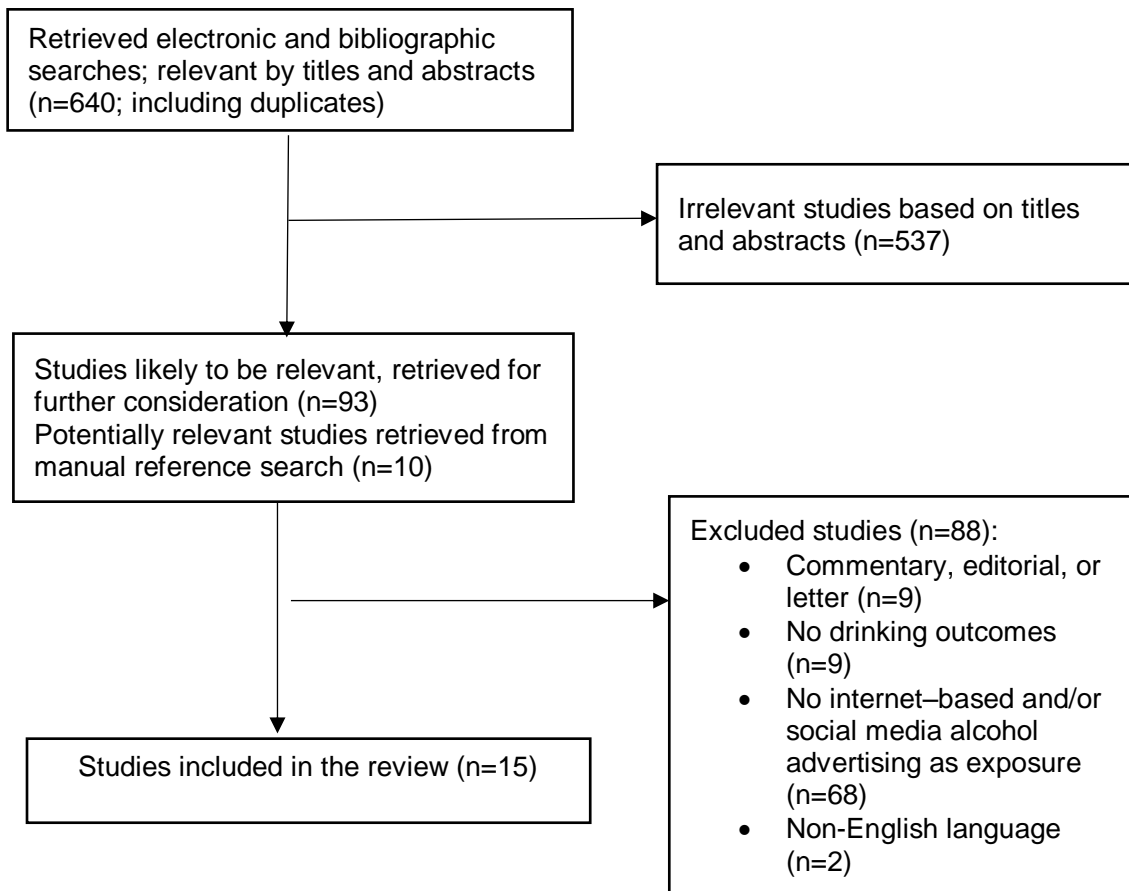 Retrieved electronic and bibliographic
searches; relevant by titles and abstracts
(n=640; including duplicates)
Irrelevant studies based on titles
and abstracts (n=537)
Studies likely to be relevant, retrieved for
further consideration (n=93)
Potentially relevant studies retrieved from
manual reference search (n=10)
Excluded studies (n=88):
• Commentary, editorial, or
letter (n=9)
• No drinking outcomes
(n=9)
• No internet–based and/or
social media alcohol
advertising as exposure
(n=68)
• Non-English language
(n=2)
Studies included in the review (n=15)